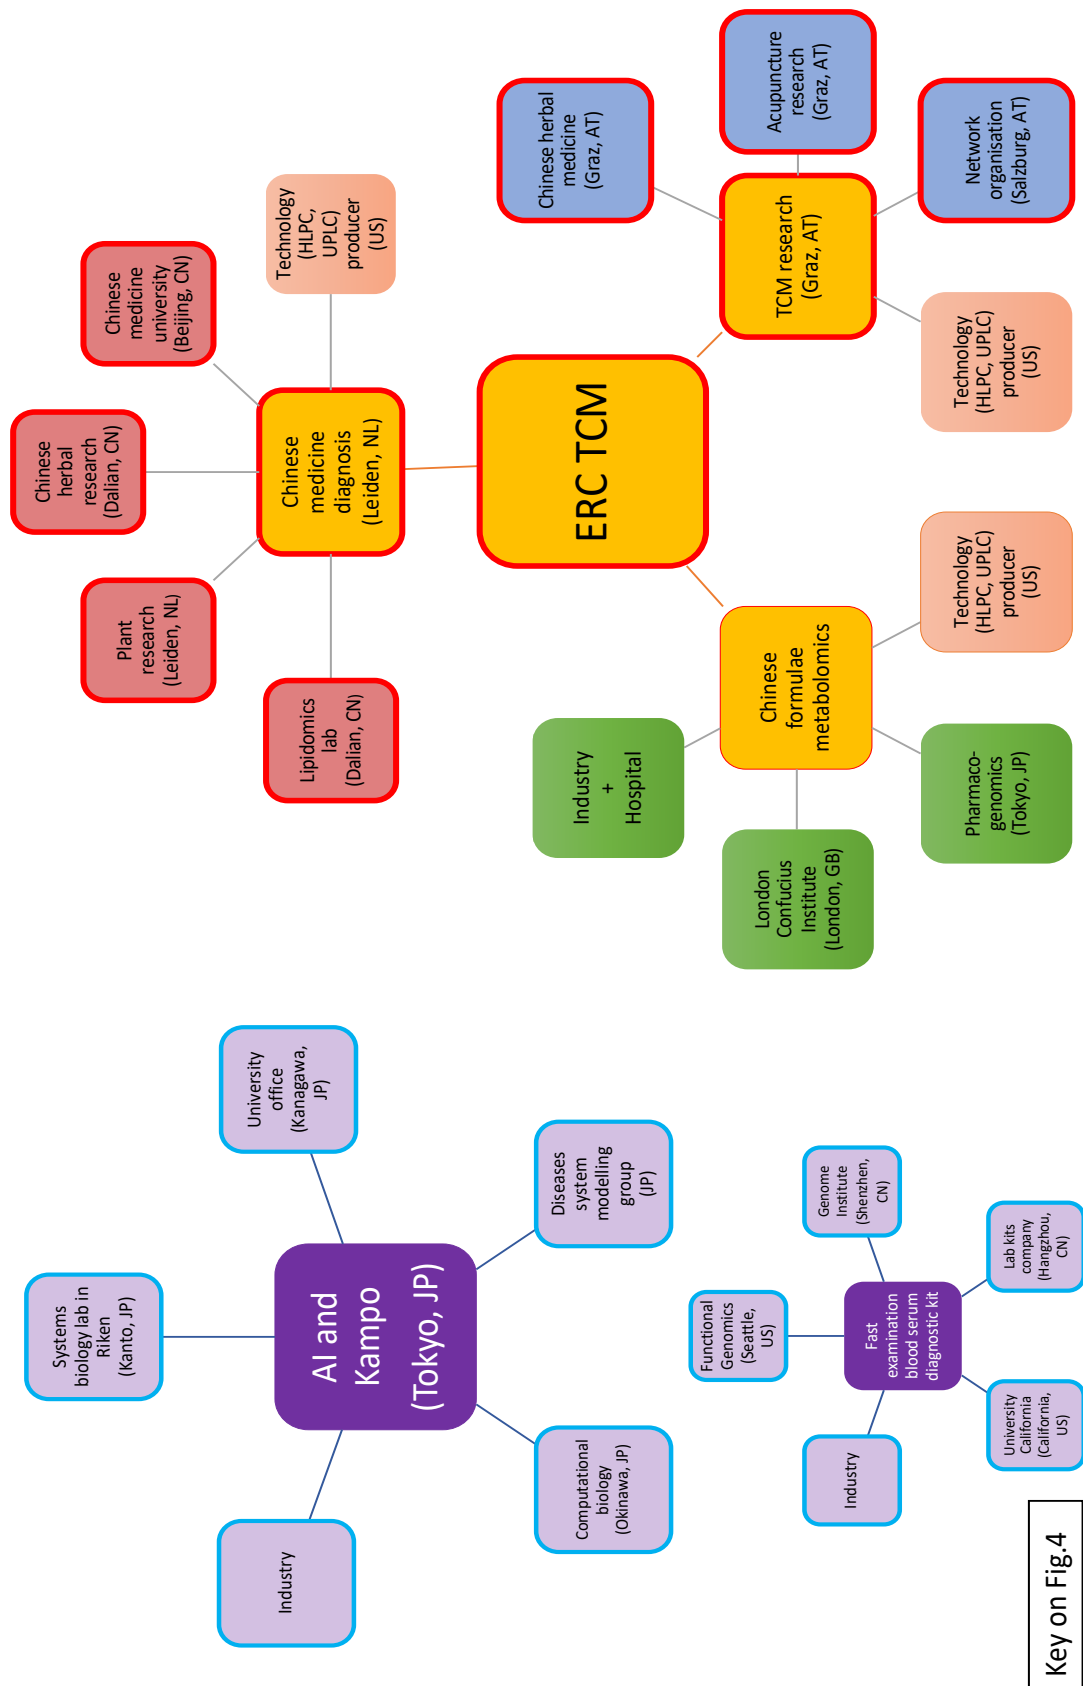 Systems
biology lab in
Riken
(Kanto, JP)
Industry
University
office
(Kanagawa,
JP)
AI and
Kampo
(Tokyo, JP)
Computational
biology
(Okinawa, JP)
Diseases
system
modelling
group
(JP)
Functional
Genomics
(Seattle,
US)
Industry
Genome
Institute
(Shenzhen,
CN)
Fast
examination
blood serum
diagnostic kit
University
California
(California,
US)
Lab kits
company
(Hangzhou,
CN)
Key on Fig.4
Chinese
herbal
research
(Dalian, CN)
Plant
research
(Leiden, NL)
Chinese
medicine
university
(Beijing, CN)
Lipidomics
lab
(Dalian, CN)
Chinese
medicine
diagnosis
(Leiden, NL)
Technology
(HLPC,
UPLC)
producer
(US)
ERC TCM
Industry
+
Hospital
London
Confucius
Institute
(London, GB)
Chinese
formulae
metabolomics
Pharmaco-
genomics
(Tokyo, JP)
Technology
(HLPC, UPLC)
producer
(US)
Chinese herbal
medicine
(Graz, AT)
TCM research
(Graz, AT)
Acupuncture
research
(Graz, AT)
Technology
(HLPC, UPLC)
producer
(US)
Network
organisation
(Salzburg, AT)